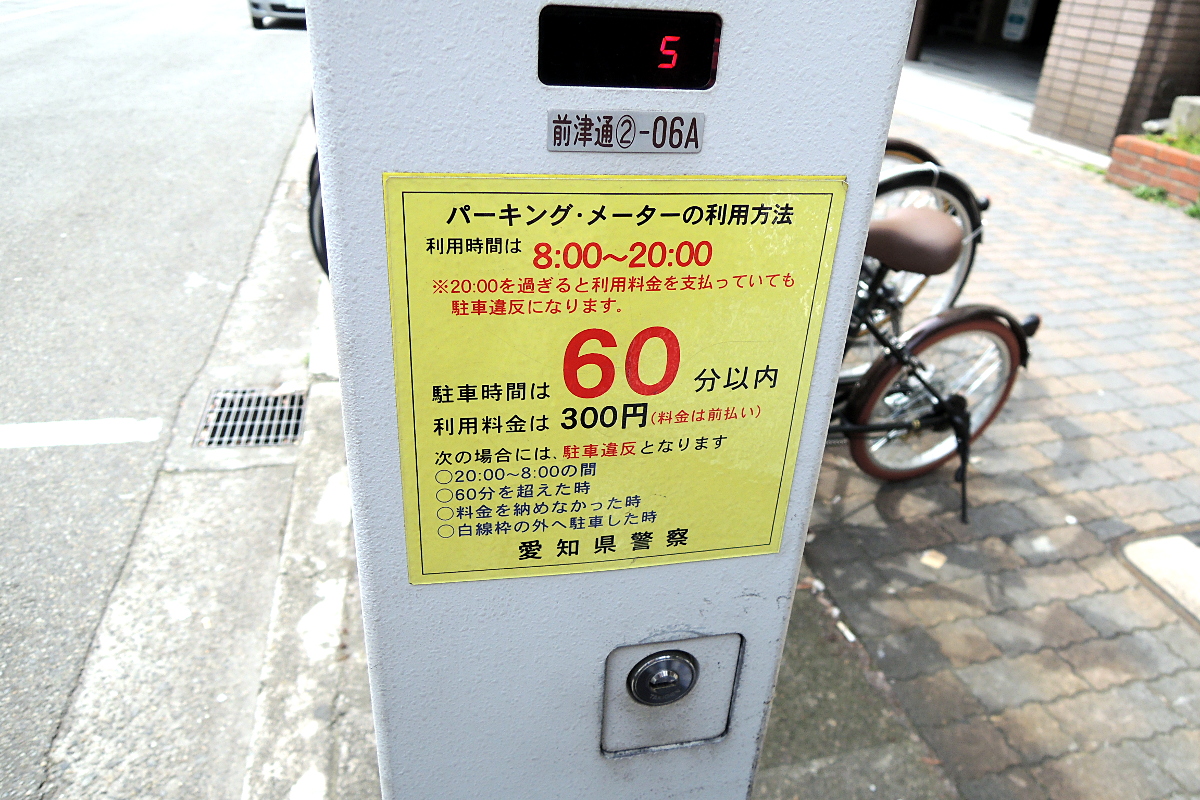 5
前津通②-06A
パーキング・メーターの利用方法
利用時間は 8:00〜20:00
※20:00を過ぎると利用料金を支払っていても
駐車違反になります。
駐車時間は 60 分以内
利用料金は 300円(料金は前払い)
次の場合には、駐車違反となります
○20:00〜8:00の間
○60分を超えた時
○料金を納めなかった時
○白線枠の外へ駐車した時
愛知県警察